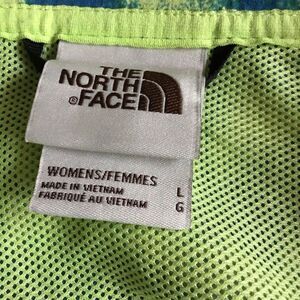 THE
NORTH
®FACE
WOMENS/FEMMES
MADE IN VIETNAM L
FABRIQUÉ AU VIETNAM G